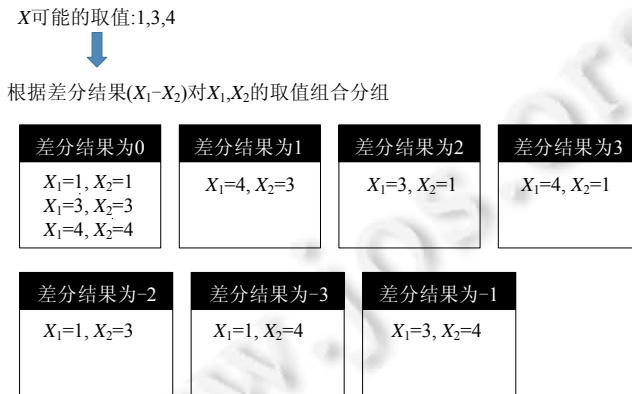 X可能的取值:1,3,4
根据差分结果(X₁-X₂)对X₁,X₂的取值组合分组
差分结果为0
X₁=1, X₂=1
X₁=3, X₂=3
X₁=4, X₂=4
差分结果为1
X₁=4, X₂=3
差分结果为2
X₁=3, X₂=1
差分结果为3
X₁=4, X₂=1
差分结果为-2
X₁=1, X₂=3
差分结果为-3
X₁=1, X₂=4
差分结果为-1
X₁=3, X₂=4
www.jos.org